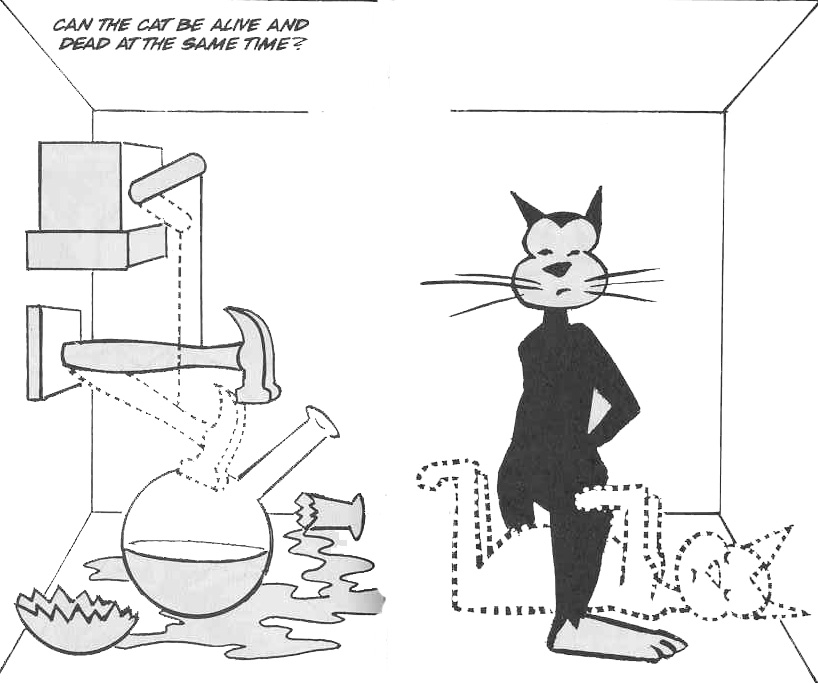 CAN THE CAT BE ALIVE AND
DEAD AT THE SAME TIME?